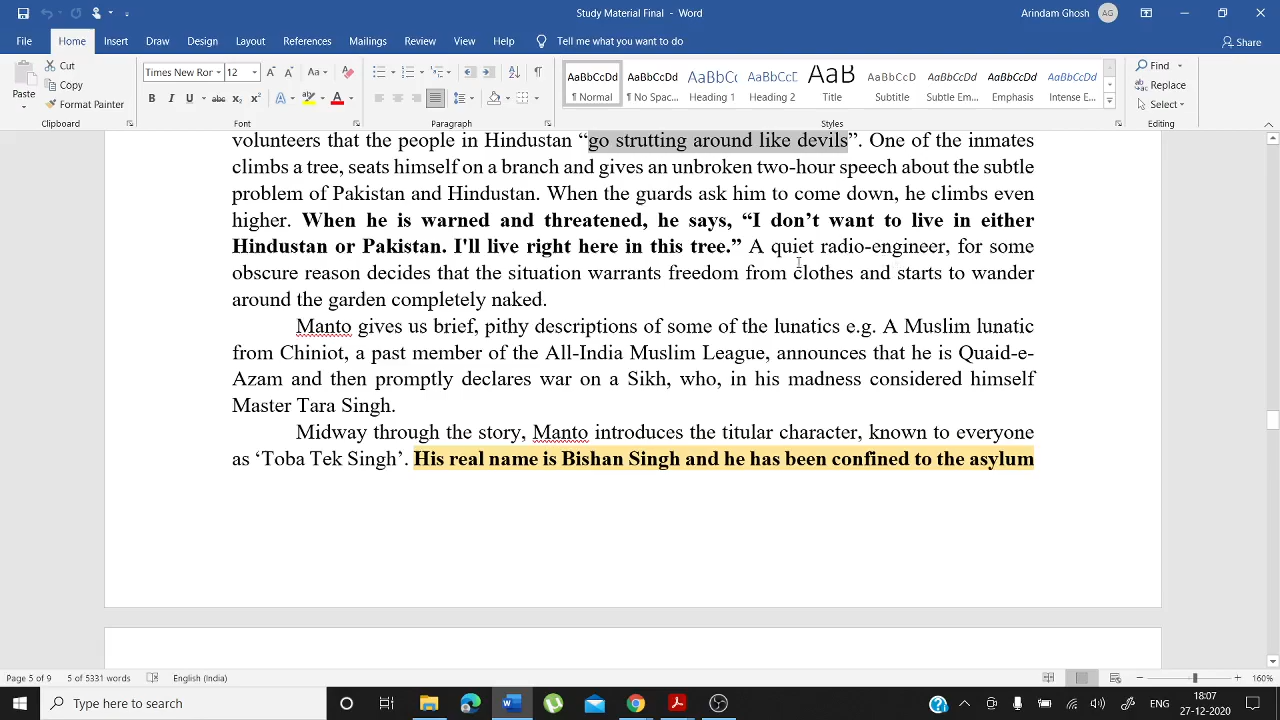 Study Material Final - Word
Arindam Ghosh AG
File Home Insert Draw Design Layout References Mailings Review View Help Tell me what you want to do Share
Paste Cut Copy Format Painter
Times New Ror 12 Aa
B I U abc x₂ x² A A
AaBbCcDd AaBbCcDd AaBbC( AaBbCcE AaB AaBbCcD AaBbCcDd AaBbCcDd AaBbCcDd
¶ Normal ¶ No Spac... Heading 1 Heading 2 Title Subtitle Subtle Em... Emphasis Intense E...
Find Replace Select
Clipboard Font Paragraph Styles Editing
volunteers that the people in Hindustan “go strutting around like devils”. One of the inmates
climbs a tree, seats himself on a branch and gives an unbroken two-hour speech about the subtle
problem of Pakistan and Hindustan. When the guards ask him to come down, he climbs even
higher. When he is warned and threatened, he says, “I don’t want to live in either
Hindustan or Pakistan. I'll live right here in this tree.” A quiet radio-engineer, for some
obscure reason decides that the situation warrants freedom from clothes and starts to wander
around the garden completely naked.
Manto gives us brief, pithy descriptions of some of the lunatics e.g. A Muslim lunatic
from Chiniot, a past member of the All-India Muslim League, announces that he is Quaid-e-
Azam and then promptly declares war on a Sikh, who, in his madness considered himself
Master Tara Singh.
Midway through the story, Manto introduces the titular character, known to everyone
as ‘Toba Tek Singh’. His real name is Bishan Singh and he has been confined to the asylum
Page 5 of 9 5 of 5331 words English (India) 160%
Type here to search
ENG 18:07
27-12-2020